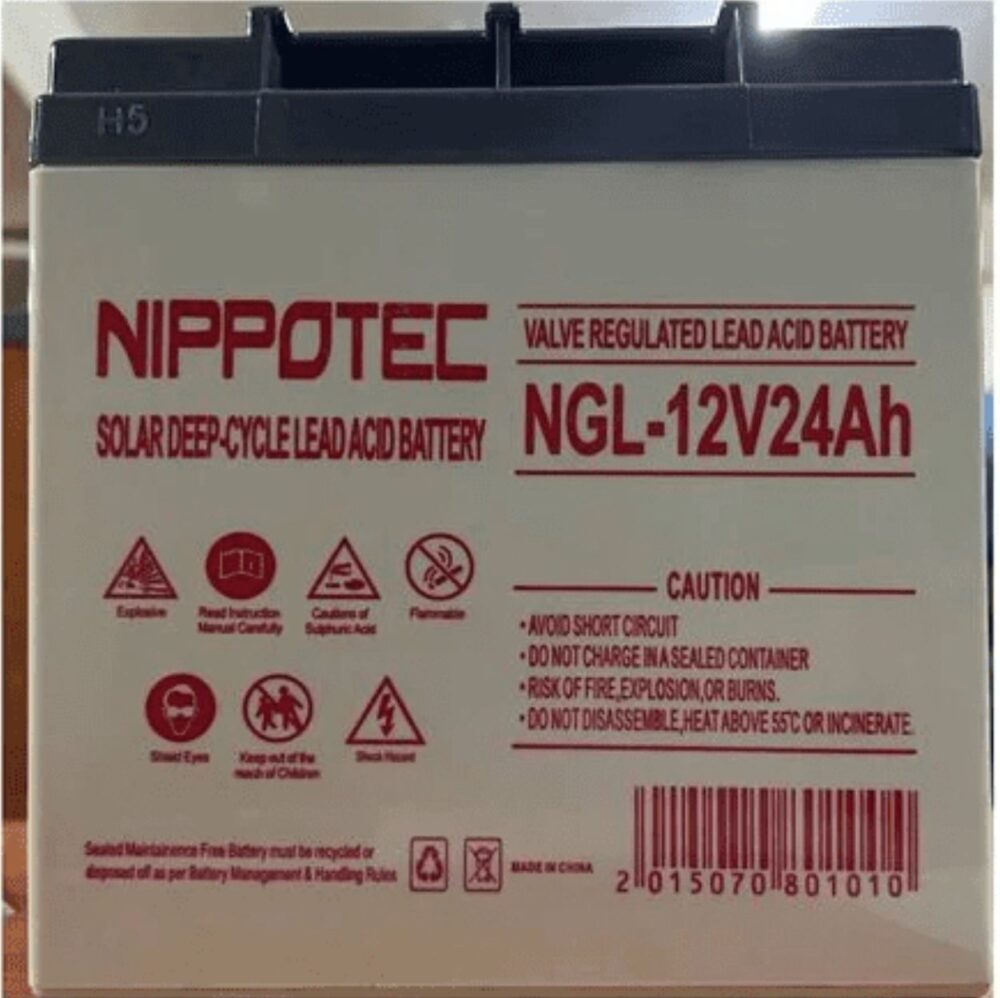 H5
NIPPOTEC
SOLAR DEEP-CYCLE LEAD ACID BATTERY
VALVE REGULATED LEAD ACID BATTERY
NGL-12V24Ah
Explosive
Read Instruction
Manual Carefully
Cautions of
Sulphuric Acid
Flammable
Shield Eyes
Keep out of the
reach of Children
Shock Hazard
CAUTION
•AVOID SHORT CIRCUIT
•DO NOT CHARGE IN A SEALED CONTAINER
•RISK OF FIRE,EXPLOSION,OR BURNS.
•DO NOT DISASSEMBLE,HEAT ABOVE 55℃ OR INCINERATE.
Sealed Maintainence Free Battery must be recycled or
disposed off as per Battery Management & Handling Rules
MADE IN CHINA
2 015070 801010